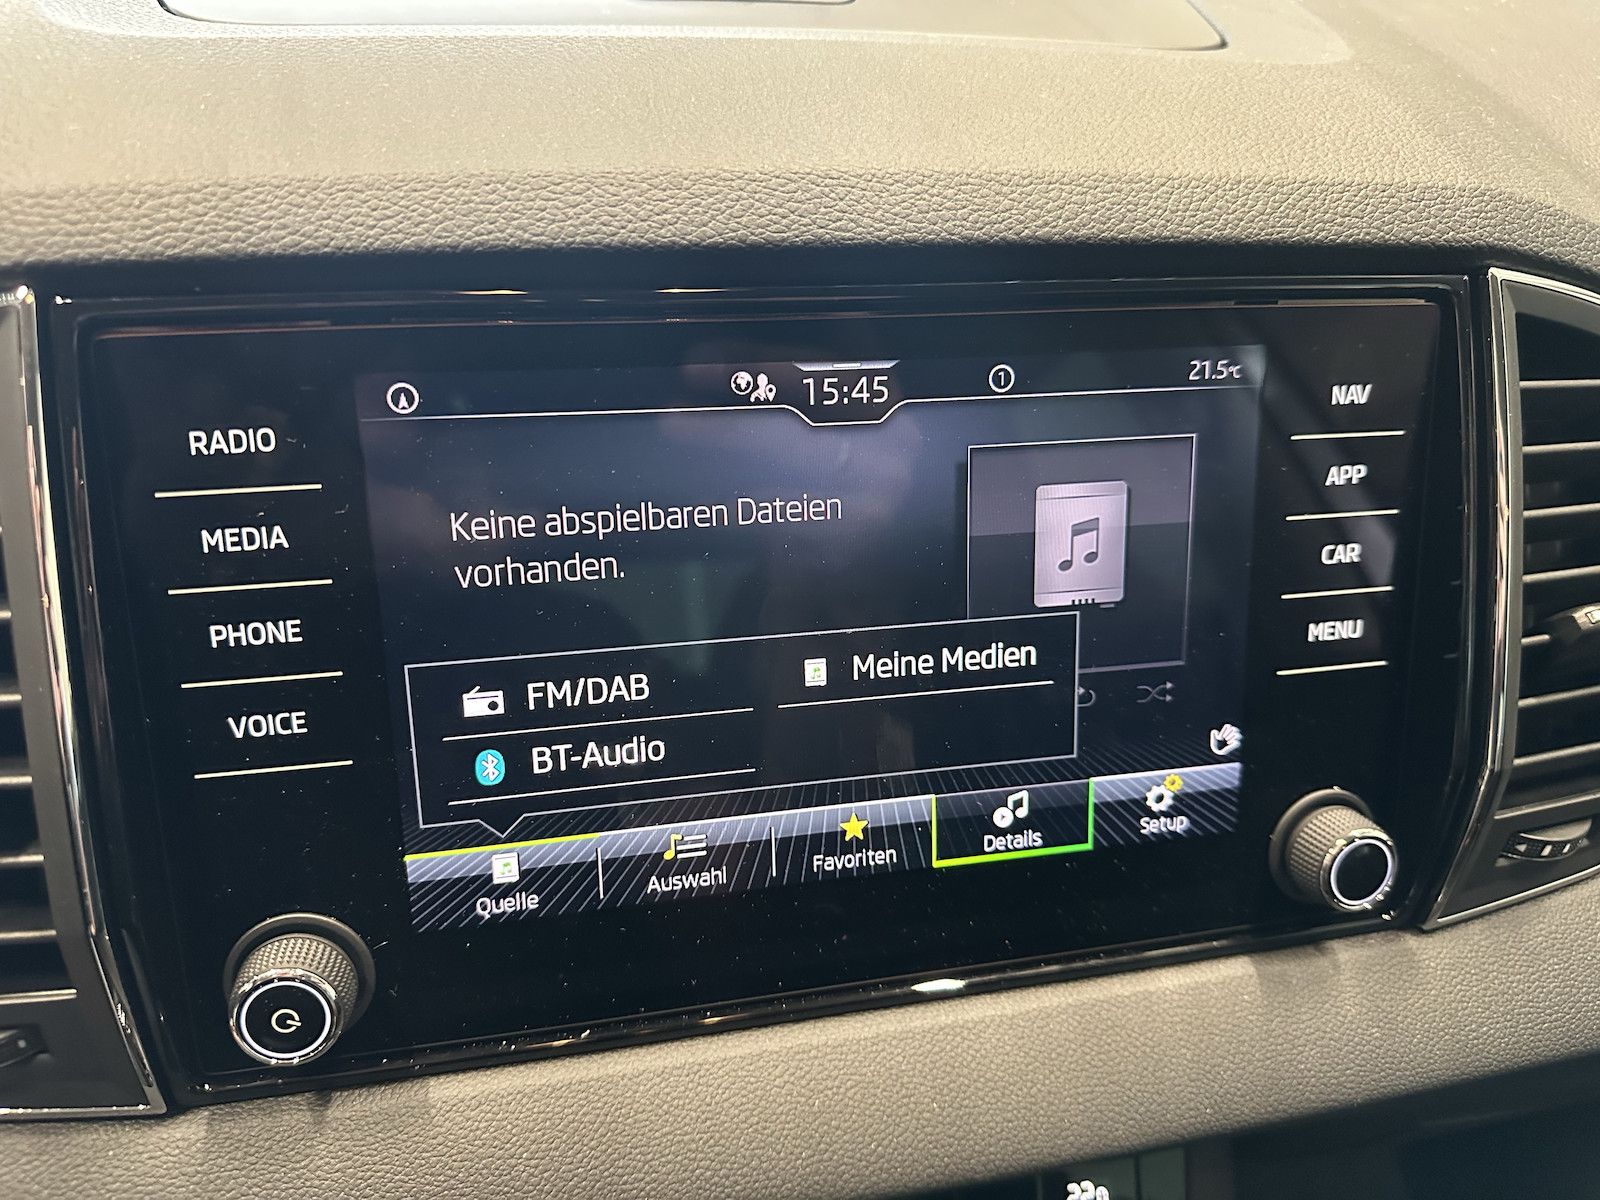 15:45
1
21.5°C
RADIO
MEDIA
PHONE
VOICE
NAV
APP
CAR
MENU
Keine abspielbaren Dateien
vorhanden.
FM/DAB
Meine Medien
BT-Audio
Quelle
Auswahl
Favoriten
Details
Setup